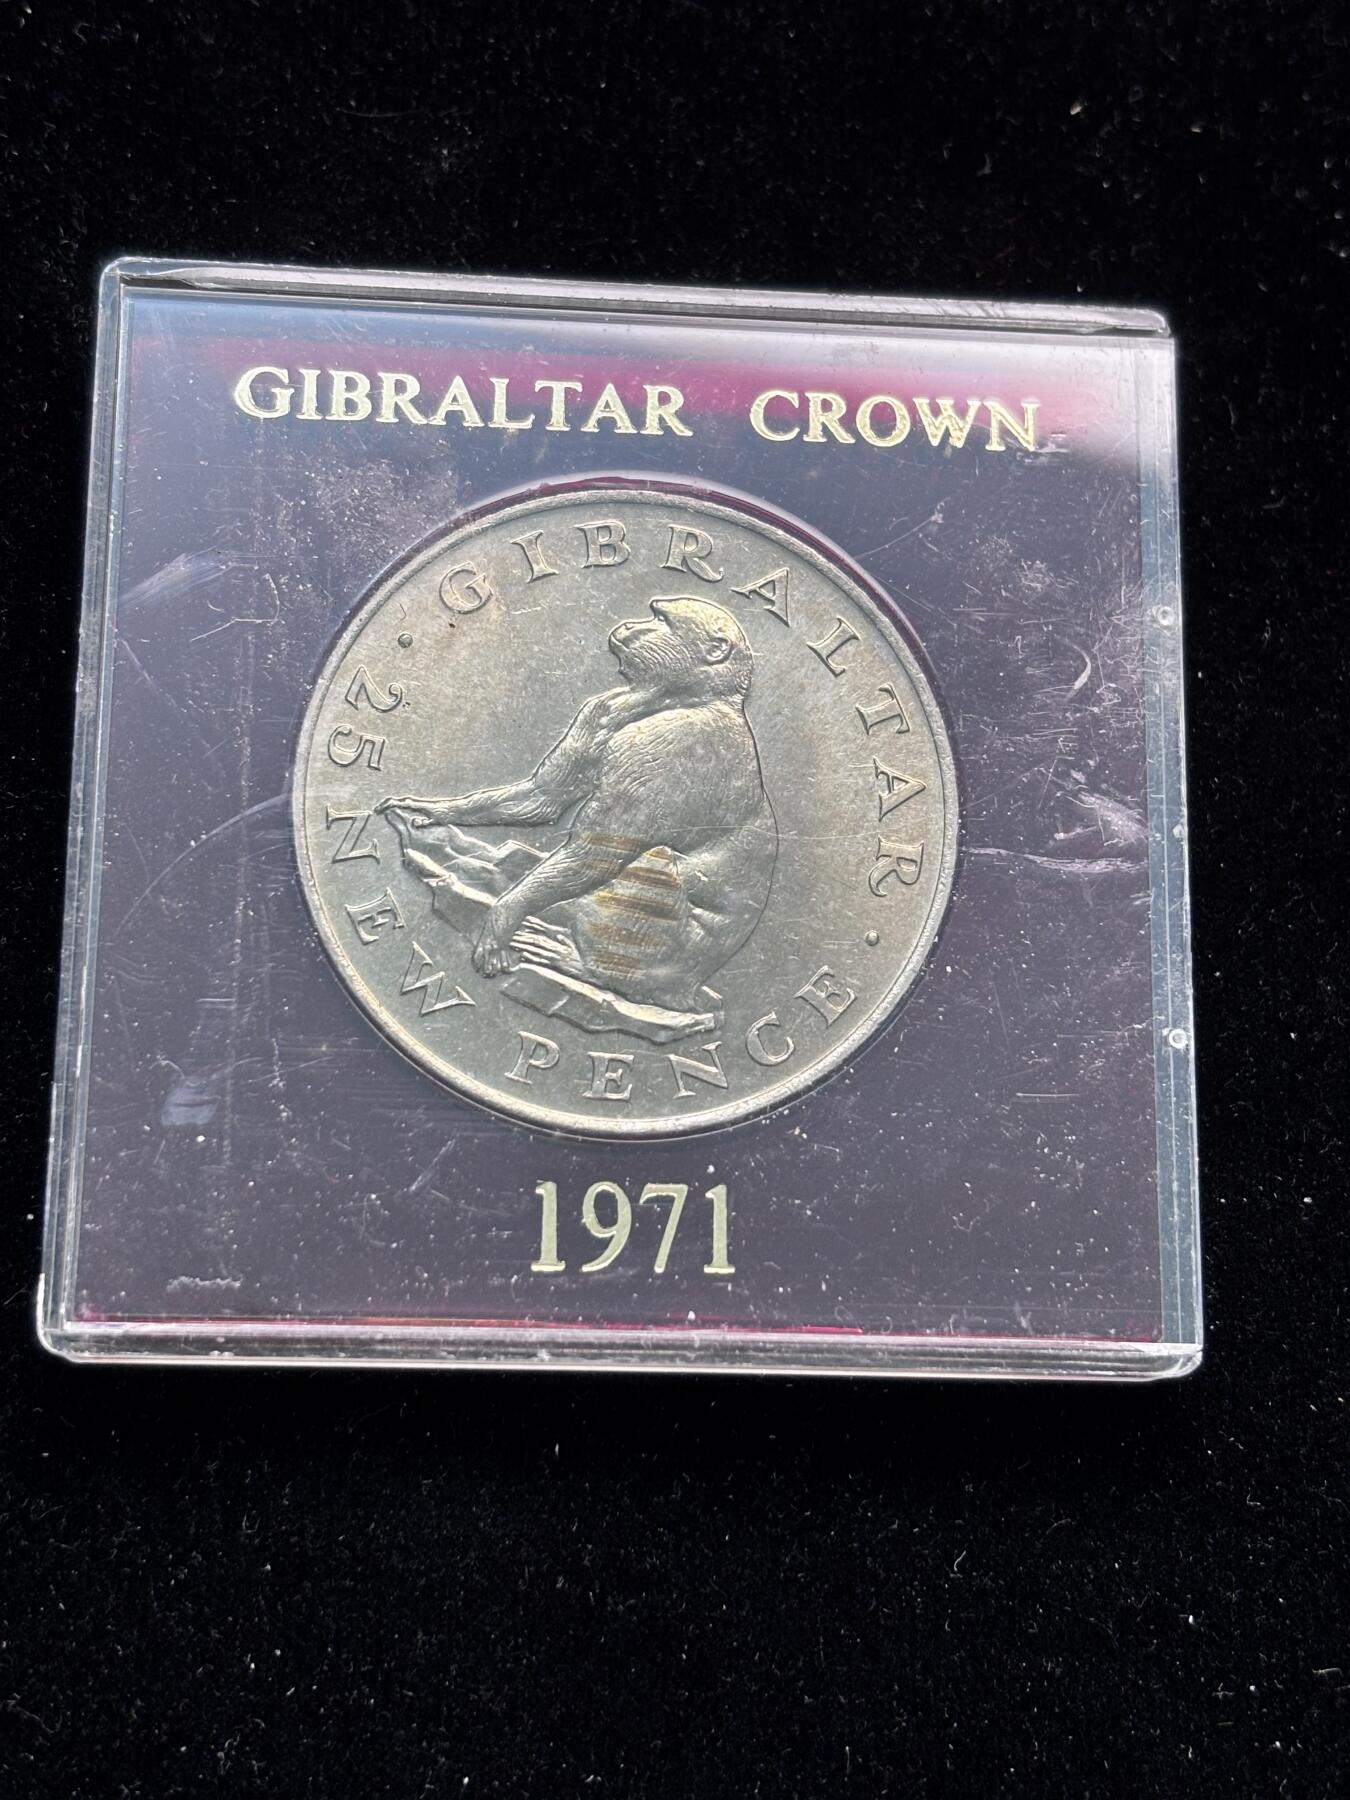 GIBRALTAR CROWN
· GIBRALTAR ·
25 NEW PENCE
1971